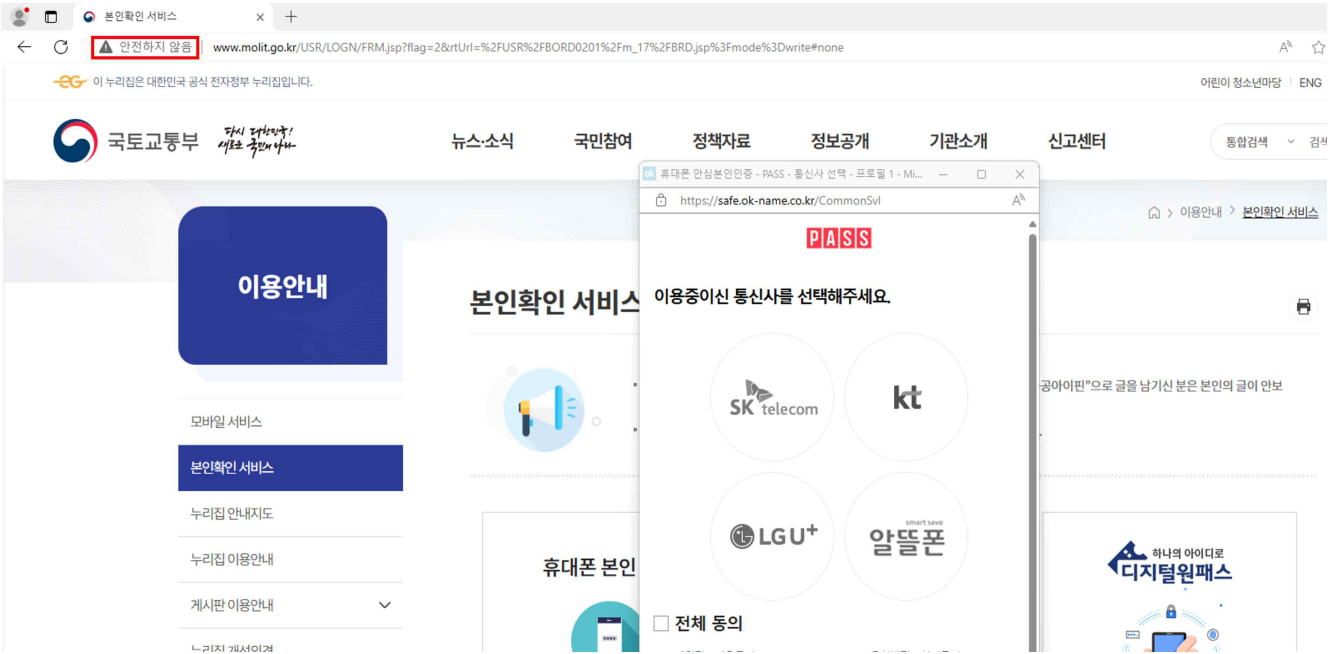 본인확인 서비스
안전하지 않음 www.molit.go.kr/USR/LOGN/FRM.jsp?flag=2&rtUrl=%2FUSR%2FBORD0201%2Fm_17%2FBRD.jsp%3Fmode%3Dwrite#none
이 누리집은 대한민국 공식 전자정부 누리집입니다.
어린이 청소년마당 ENG
국토교통부
다시 대한민국!
새로운 국민의 나라
뉴스·소식 국민참여 정책자료 정보공개 기관소개 신고센터
통합검색
휴대폰 안심본인인증 - PASS - 통신사 선택 - 프로필 1 - Mi...
https://safe.ok-name.co.kr/CommonSvl
이용안내 > 본인확인 서비스
PASS
이용안내
본인확인 서비스
이용중이신 통신사를 선택해주세요.
SK telecom
kt
공아이핀"으로 글을 남기신 분은 본인의 글이 안보
모바일 서비스
본인확인 서비스
누리집 안내지도
누리집 이용안내
게시판 이용안내
LG U+
smart save
알뜰폰
휴대폰 본인
하나의 아이디로
디지털원패스
전체 동의